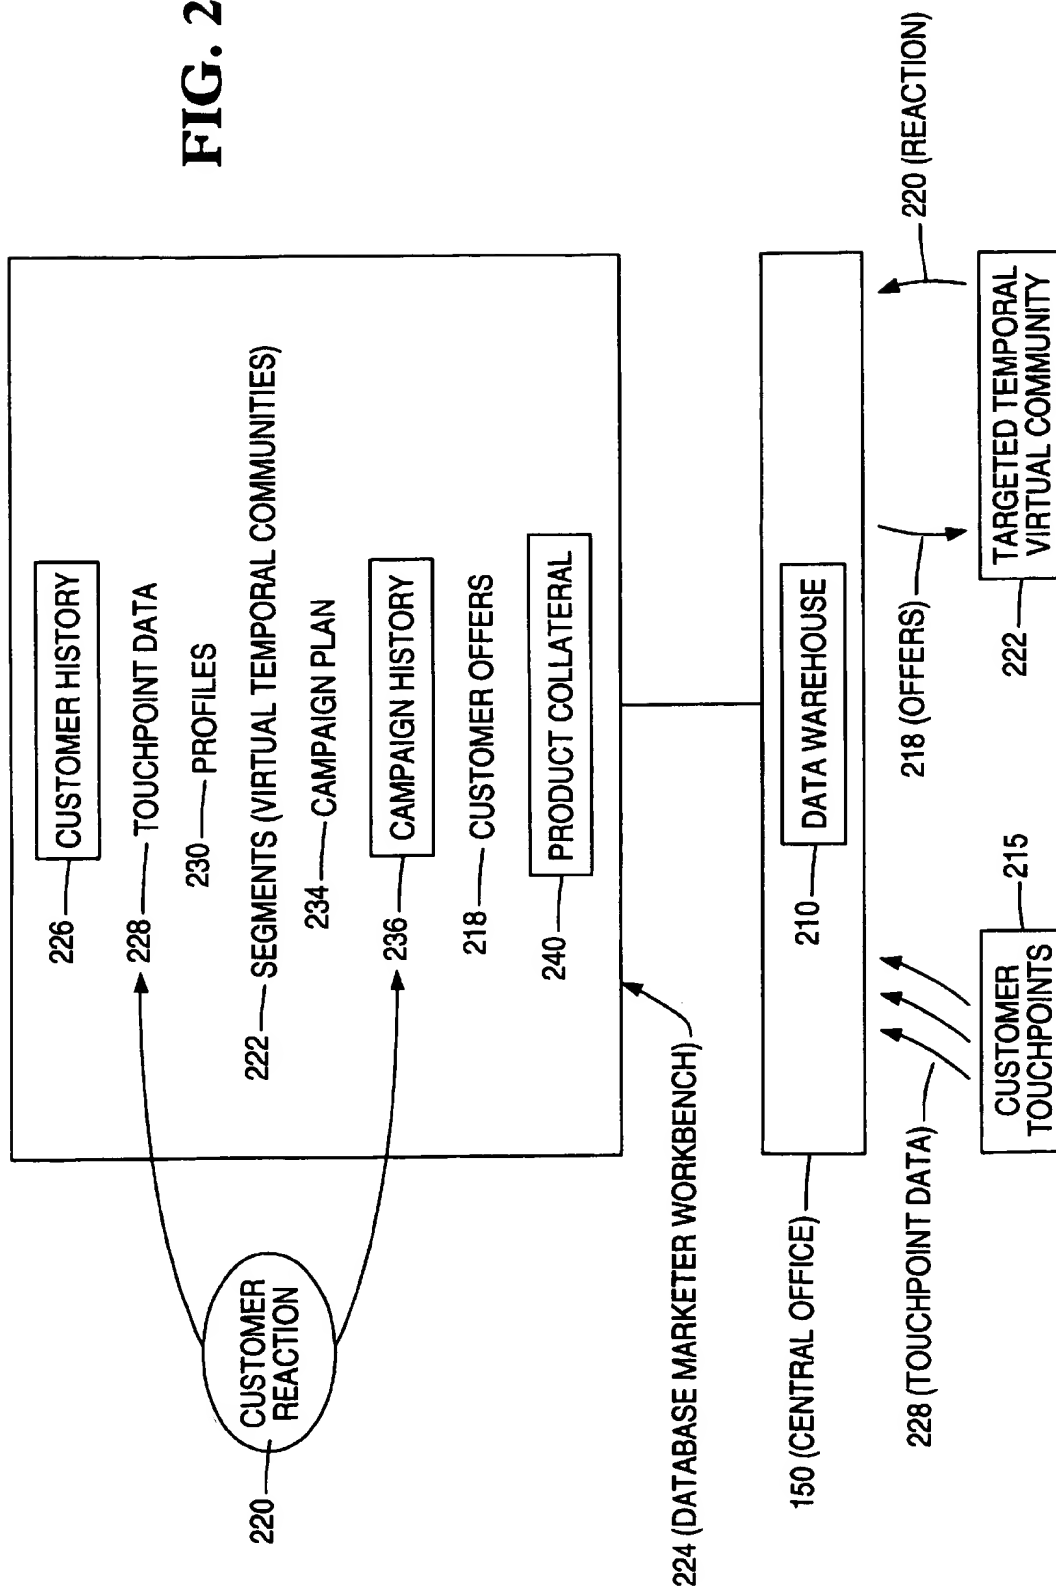 FIG. 2
226
CUSTOMER HISTORY
228
TOUCHPOINT DATA
230
PROFILES
222
SEGMENTS (VIRTUAL TEMPORAL COMMUNITIES)
234
CAMPAIGN PLAN
236
CAMPAIGN HISTORY
218
CUSTOMER OFFERS
240
PRODUCT COLLATERAL
CUSTOMER
REACTION
220
224 (DATABASE MARKETER WORKBENCH)
210
DATA WAREHOUSE
150 (CENTRAL OFFICE)
228 (TOUCHPOINT DATA)
CUSTOMER
TOUCHPOINTS
215
218 (OFFERS)
220 (REACTION)
TARGETED TEMPORAL
VIRTUAL COMMUNITY
222